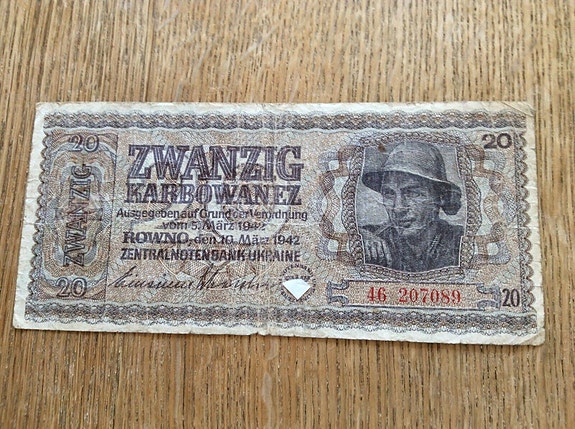 20
20
ZWANZIG
ZWANZIG
KARBOWANEZ
Ausgegeben auf Grund der Verordnung
vom 5. März 1942
ROWNO, den 10. März 1942
ZENTRALNOTENBANK UKRAINE
46 207089
20
20